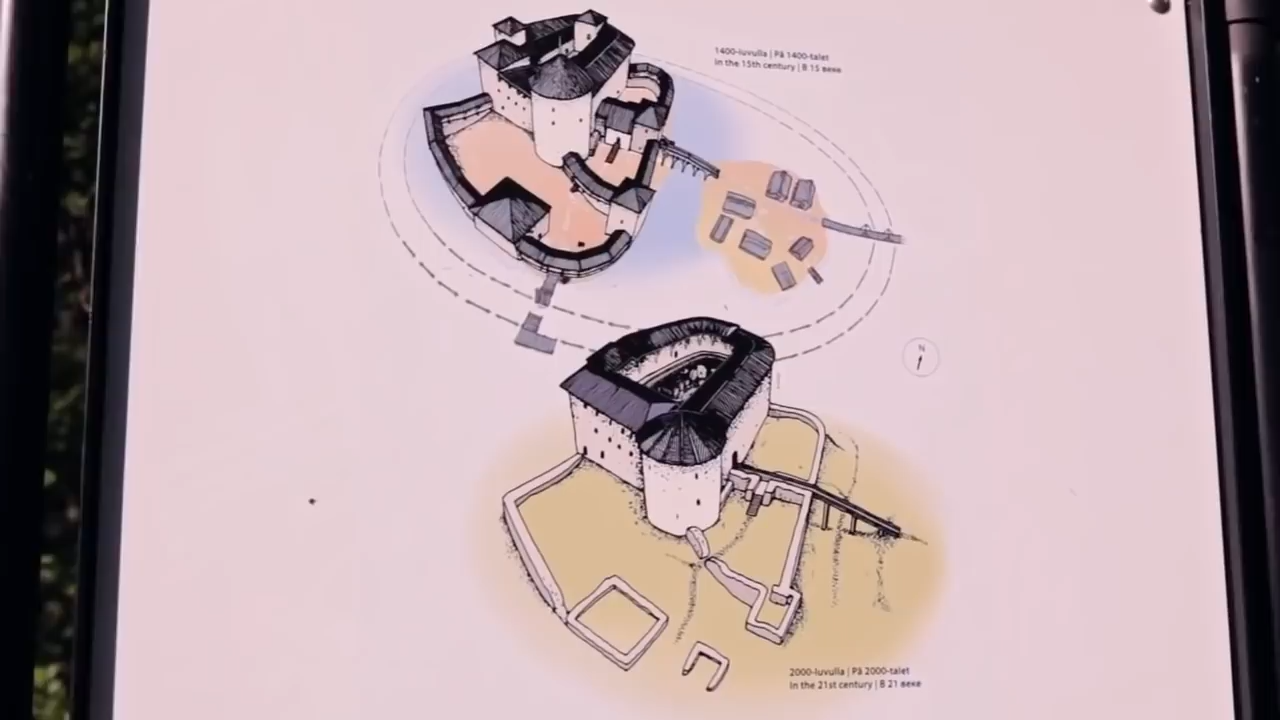 1400-luvulla | På 1400-talet
In the 15th century | В 15 веке
N
2000-luvulla | På 2000-talet
In the 21st century | В 21 веке